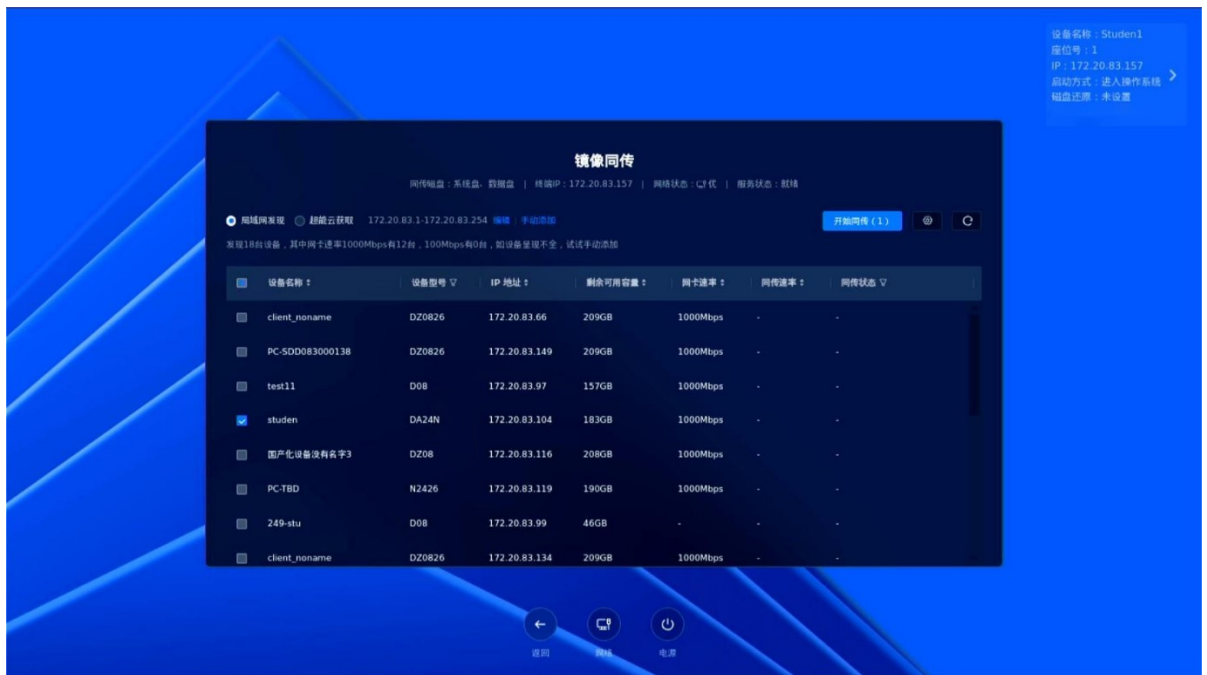 设备名称：Studen1
座位号：1
IP：172.20.83.157
启动方式：进入操作系统
磁盘还原：未设置
镜像同传
同传磁盘：系统盘、数据盘 | 终端IP：172.20.83.157 | 网络状态：优 | 服务状态：就绪
局域网发现 超能云获取 172.20.83.1-172.20.83.254 编辑 手动添加 开始同传 (1)
发现18台设备，其中网卡速率1000Mbps有12台，100Mbps有0台，如设备呈现不全，试试手动添加
设备名称 设备型号 IP 地址 剩余可用容量 网卡速率 同传速率 同传状态
client_noname DZ0826 172.20.83.66 209GB 1000Mbps - -
PC-SDD083000138 DZ0826 172.20.83.149 209GB 1000Mbps - -
test11 D08 172.20.83.97 157GB 1000Mbps - -
studen DA24N 172.20.83.104 183GB 1000Mbps - -
国产化设备没有名字3 DZ08 172.20.83.116 208GB 1000Mbps - -
PC-TBD N2426 172.20.83.119 190GB 1000Mbps - -
249-stu D08 172.20.83.99 46GB - - -
client_noname DZ0826 172.20.83.134 209GB 1000Mbps - -
返回 网络 电源